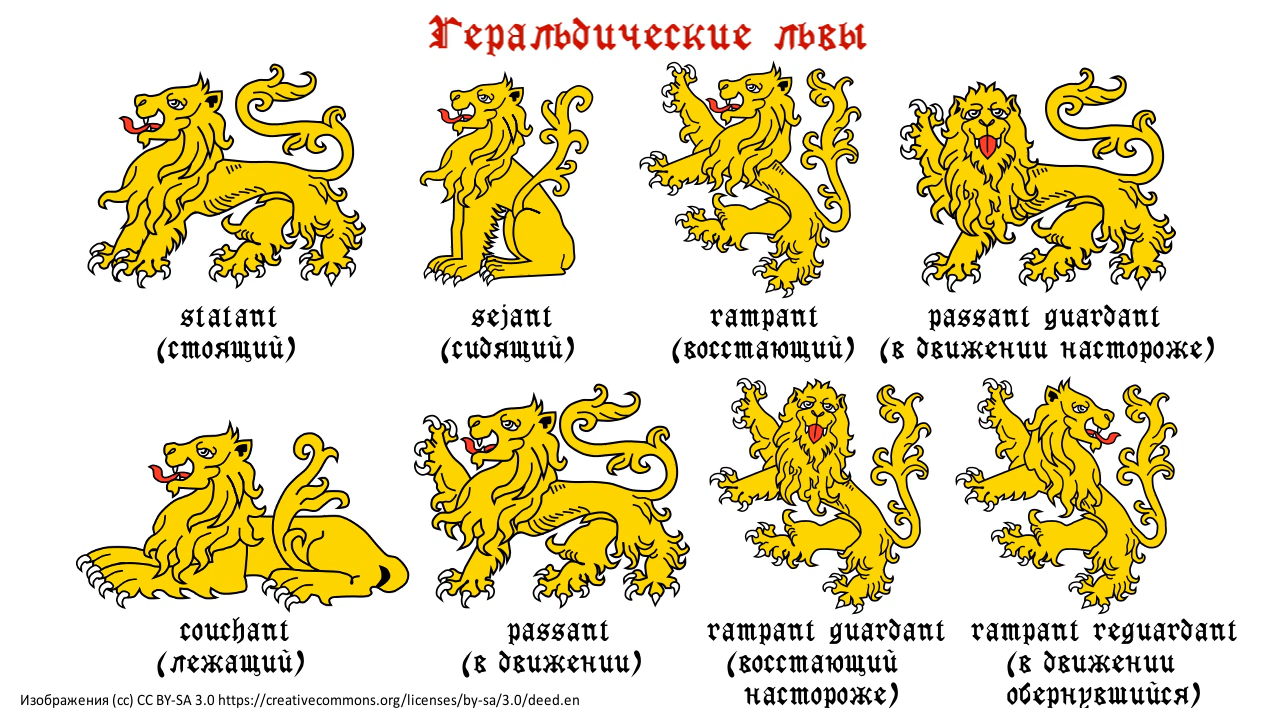 Геральдические львы
statant
(стоящий)
sejant
(сидящий)
rampant
(восстающий)
passant guardant
(в движении настороже)
couchant
(лежащий)
passant
(в движении)
rampant guardant
(восстающий
настороже)
rampant reguardant
(в движении
обернувшийся)
Изображения (cc) CC BY-SA 3.0 https://creativecommons.org/licenses/by-sa/3.0/deed.en